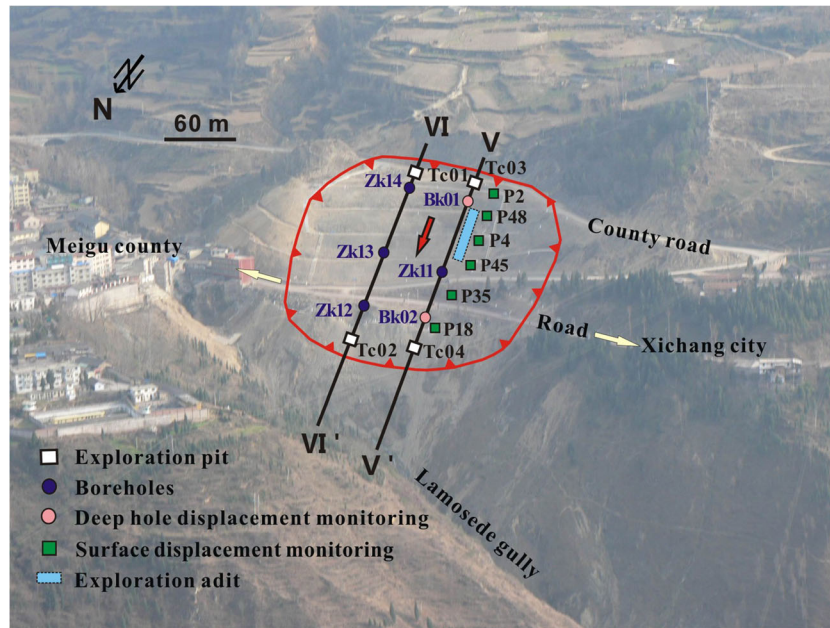 N
60 m
VI
V
Tc01
Tc03
Zk14
Bk01
P2
P48
P4
County road
Meigu county
Zk13
Zk11
P45
P35
Zk12
Bk02
P18
Road
Xichang city
Tc02
Tc04
VI '
V '
Lamosede gully
Exploration pit
Boreholes
Deep hole displacement monitoring
Surface displacement monitoring
Exploration adit